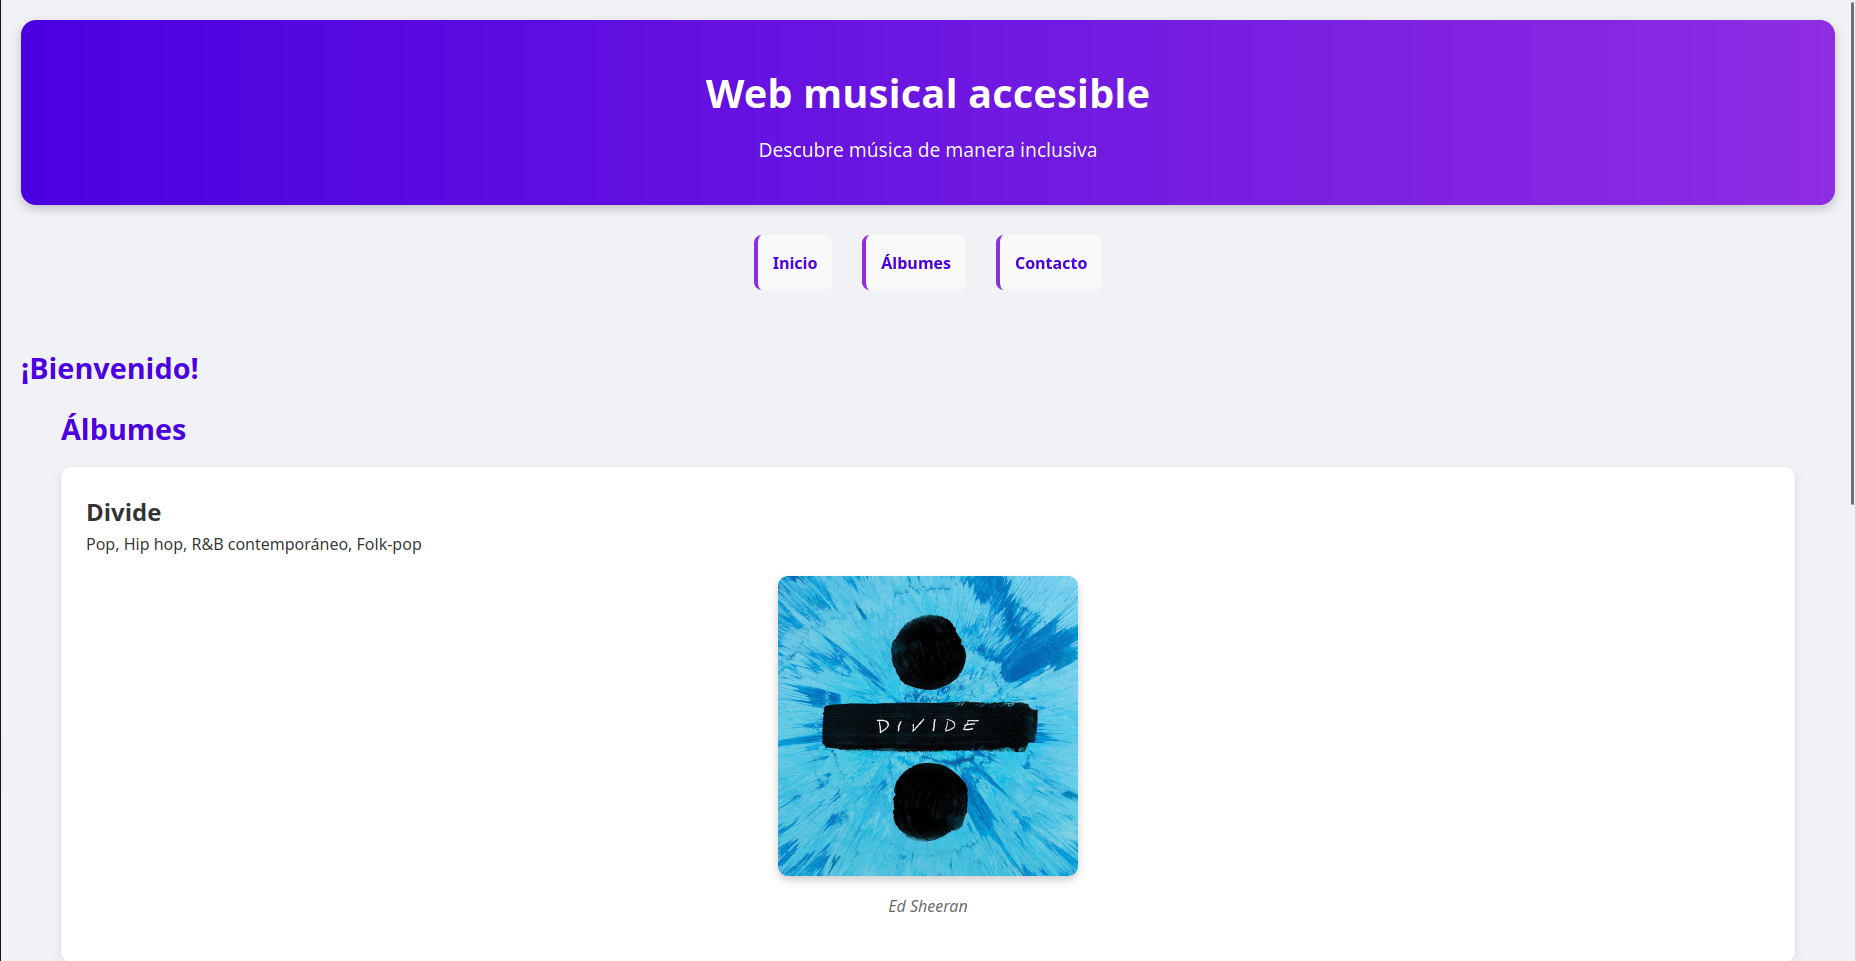 Web musical accesible
Descubre música de manera inclusiva
Inicio
Álbumes
Contacto
¡Bienvenido!
Álbumes
Divide
Pop, Hip hop, R&B contemporáneo, Folk-pop
DIVIDE
Ed Sheeran